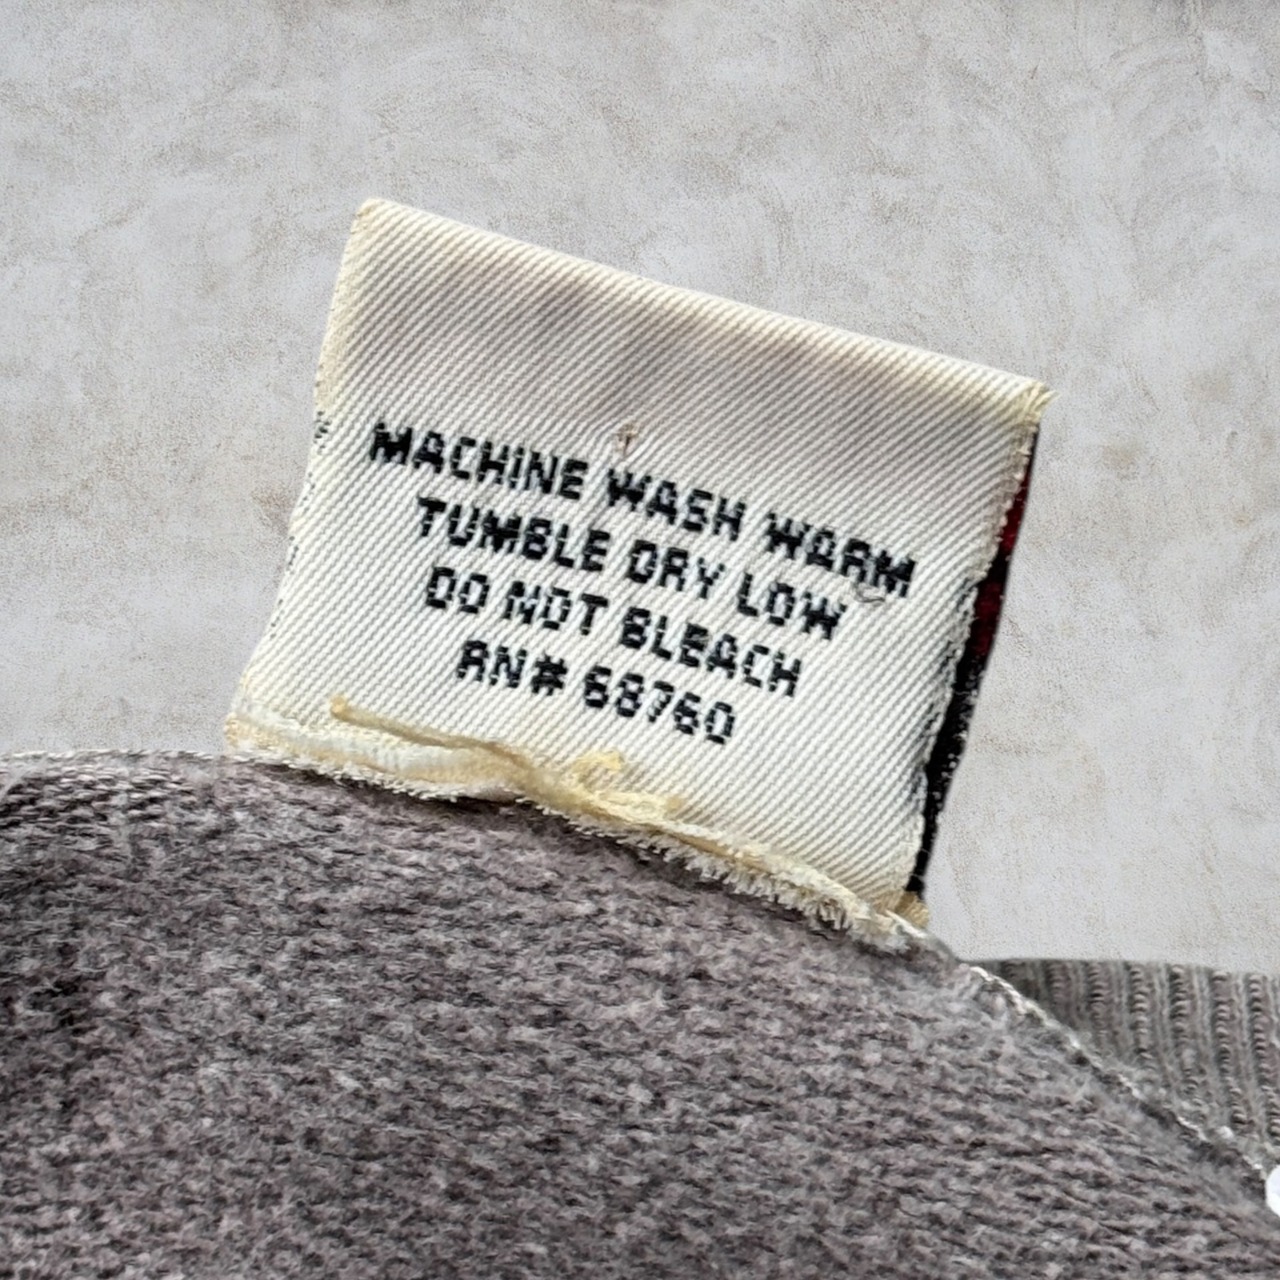 MACHINE WASH WARM
TUMBLE DRY LOW
DO NOT BLEACH
RN# 68760